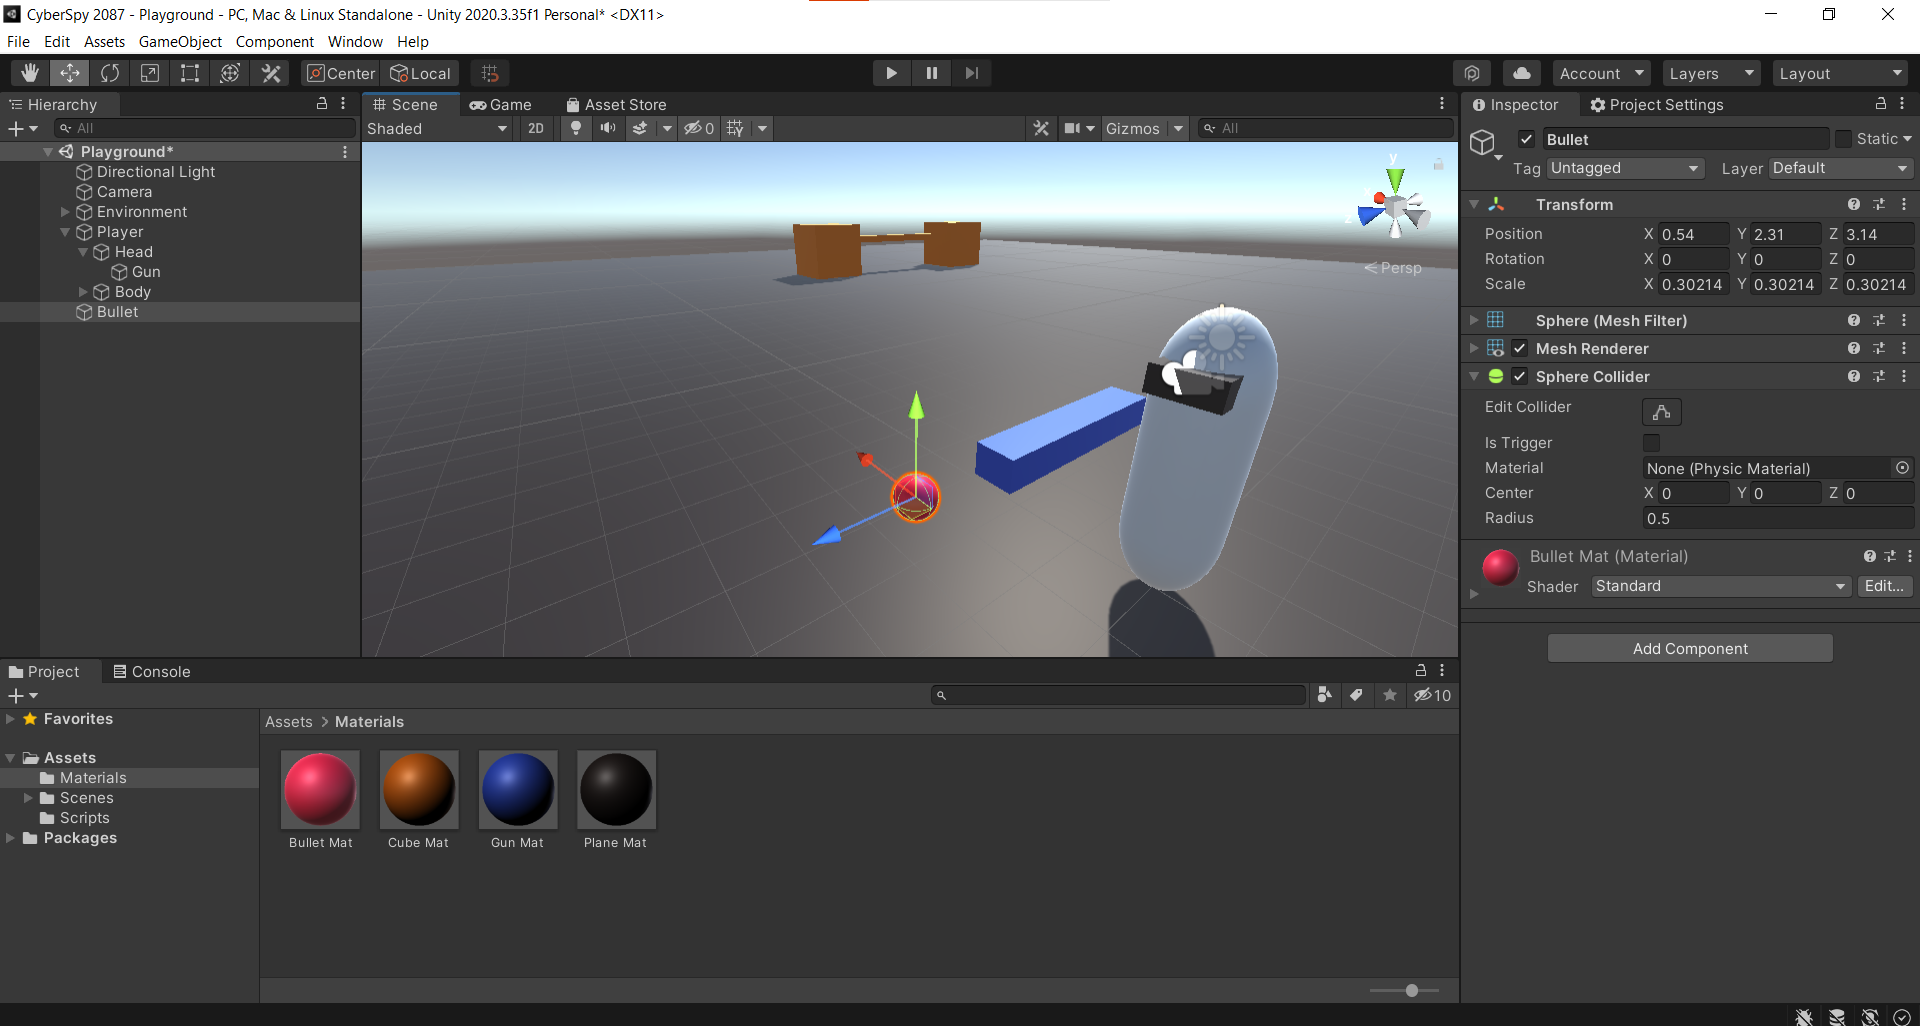 CyberSpy 2087 - Playground - PC, Mac & Linux Standalone - Unity 2020.3.35f1 Personal* <DX11>
File Edit Assets GameObject Component Window Help
Center Local Account Layers Layout
Hierarchy
All
Playground*
Directional Light
Camera
Environment
Player
Head
Gun
Body
Bullet
Scene Game Asset Store
Shaded 2D 0 Gizmos All
y
x
z
Persp
Inspector Project Settings
Bullet Static
Tag Untagged Layer Default
Transform
Position X 0.54 Y 2.31 Z 3.14
Rotation X 0 Y 0 Z 0
Scale X 0.30214 Y 0.30214 Z 0.30214
Sphere (Mesh Filter)
Mesh Renderer
Sphere Collider
Edit Collider
Is Trigger
Material None (Physic Material)
Center X 0 Y 0 Z 0
Radius 0.5
Bullet Mat (Material)
Shader Standard Edit...
Add Component
Project Console
10
Favorites
Assets
Materials
Scenes
Scripts
Packages
Assets > Materials
Bullet Mat Cube Mat Gun Mat Plane Mat